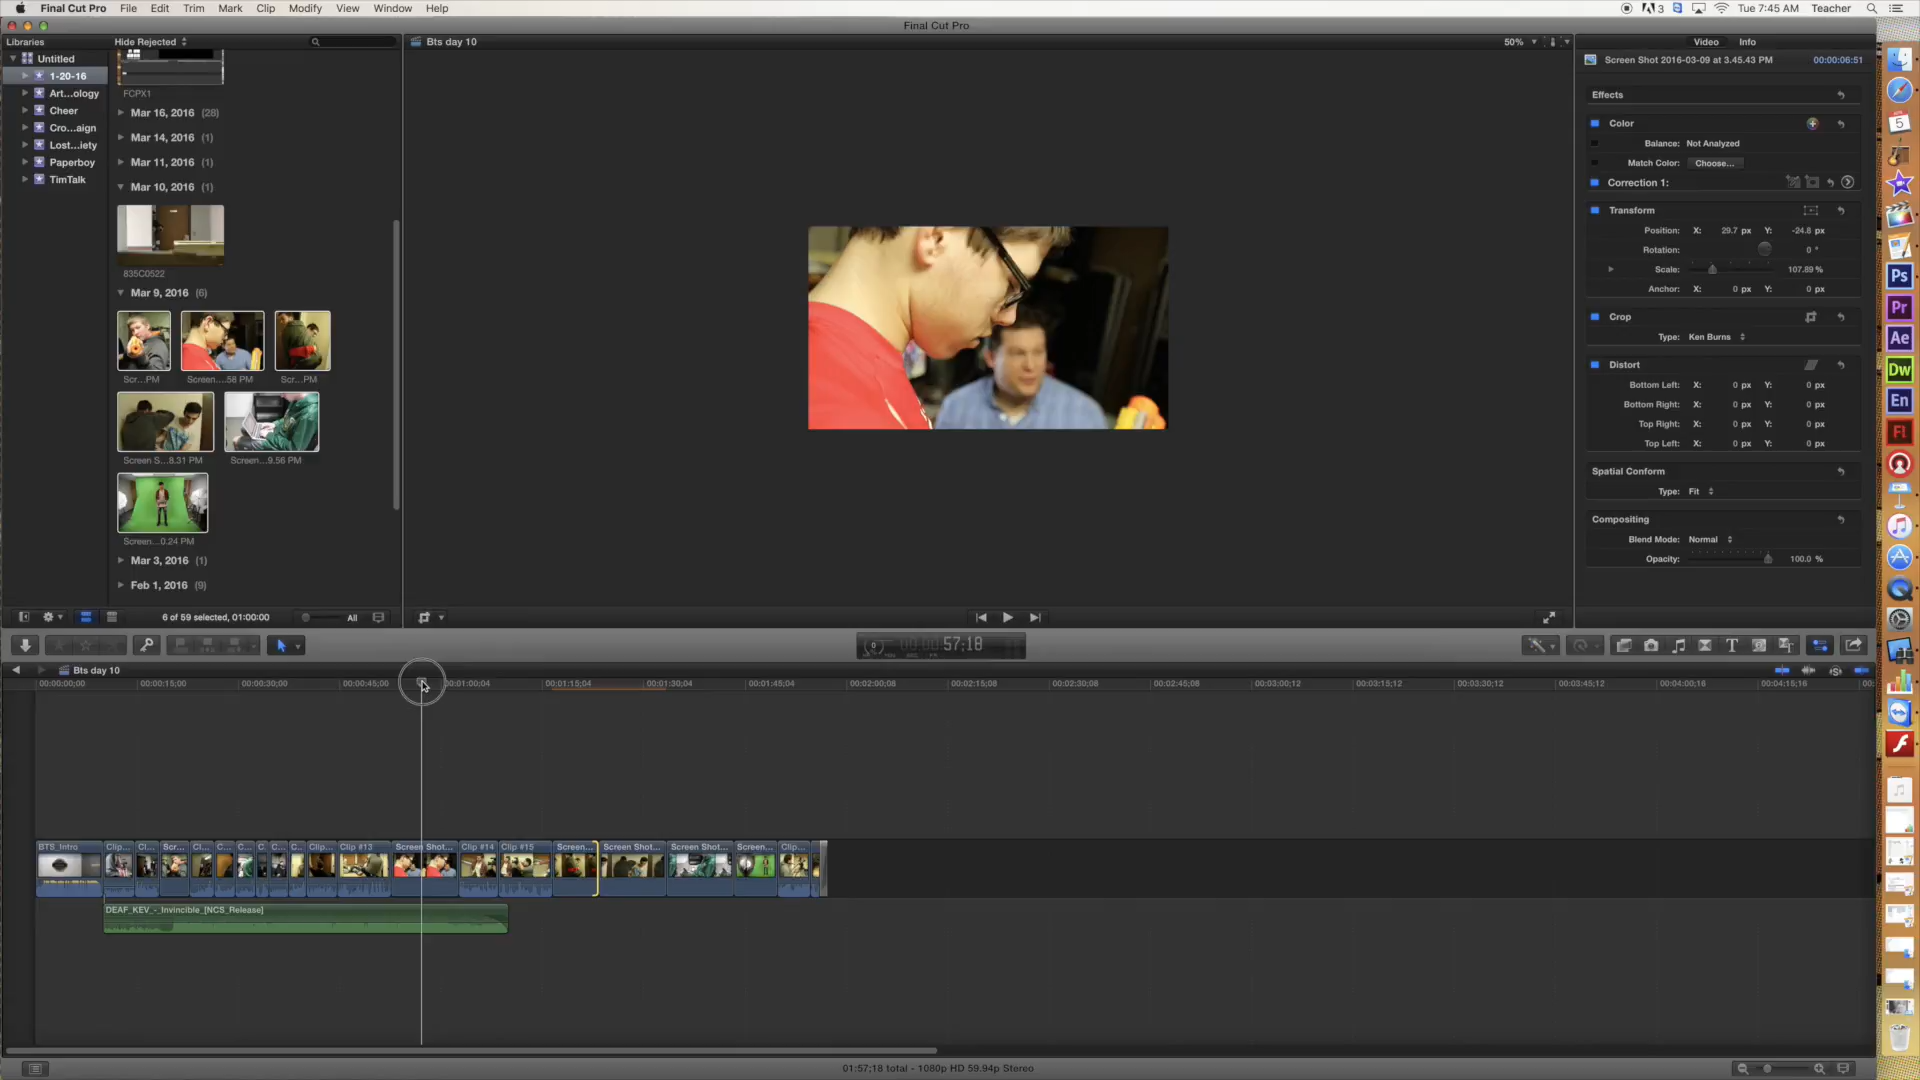 Final Cut Pro File Edit Trim Mark Clip Modify View Window Help 3 Tue 7:45 AM Teacher
Final Cut Pro
Libraries Hide Rejected
Bts day 10 50%
Video Info
Untitled
1-20-16
Art...ology
Cheer
Cro...aign
Lost...iety
Paperboy
TimTalk
FCPX1
Mar 16, 2016 (28)
Mar 14, 2016 (1)
Mar 11, 2016 (1)
Mar 10, 2016 (1)
835C0522
Mar 9, 2016 (6)
Scr...PM Screen....58 PM Scr...PM
Screen S...8.31 PM Screen...9.56 PM
Screen...0.24 PM
Mar 3, 2016 (1)
Feb 1, 2016 (9)
6 of 59 selected, 01:00:00 All
Screen Shot 2016-03-09 at 3.45.43 PM 00:00:06:51
Effects
Color
Balance: Not Analyzed
Match Color: Choose...
Correction 1:
Transform
Position: X: 29.7 px Y: -24.8 px
Rotation: 0 °
Scale: 107.89 %
Anchor: X: 0 px Y: 0 px
Crop
Type: Ken Burns
Distort
Bottom Left: X: 0 px Y: 0 px
Bottom Right: X: 0 px Y: 0 px
Top Right: X: 0 px Y: 0 px
Top Left: X: 0 px Y: 0 px
Spatial Conform
Type: Fit
Compositing
Blend Mode: Normal
Opacity: 100.0 %
5
Ps
Pr
Ae
Dw
En
Fl
00:00:57;18
Bts day 10
00:00:00;00 00:00:15;00 00:00:30;00 00:00:45;00 00:01:00;04 00:01:15;04 00:01:30;04 00:01:45;04 00:02:00;08 00:02:15;08 00:02:30;08 00:02:45;08 00:03:00;12 00:03:15;12 00:03:30;12 00:03:45;12 00:04:00;16 00:04:15;16 00:
BTS_Intro Clip... Cl... Scr... Cl... C... C... C. C... C.. Clip... Clip #13 Screen Shot... Clip #14 Clip #15 Screen... Screen Shot... Screen Shot... Screen... Clip...
DEAF_KEV_-_Invincible_[NCS_Release]
01:57;18 total - 1080p HD 59.94p Stereo